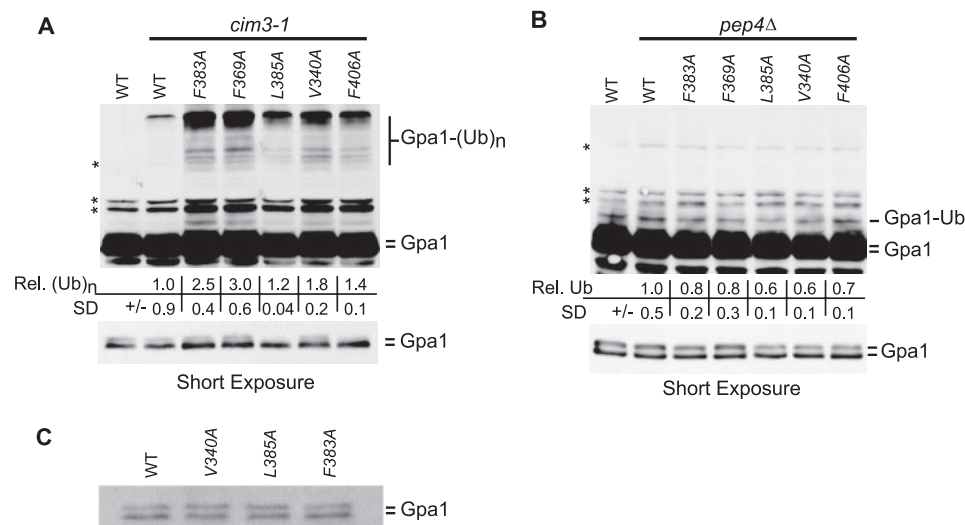 A
cim3-1
WT WT F383A F369A L385A V340A F406A
Gpa1-(Ub)n
*
*
*
Gpa1
Rel. (Ub)n 1.0 2.5 3.0 1.2 1.8 1.4
SD +/- 0.9 0.4 0.6 0.04 0.2 0.1
Gpa1
Short Exposure
B
pep4Δ
WT WT F383A F369A L385A V340A F406A
*
*
*
Gpa1-Ub
Gpa1
Rel. Ub 1.0 0.8 0.8 0.6 0.6 0.7
SD +/- 0.5 0.2 0.3 0.1 0.1 0.1
Gpa1
Short Exposure
C
WT V340A L385A F383A
Gpa1